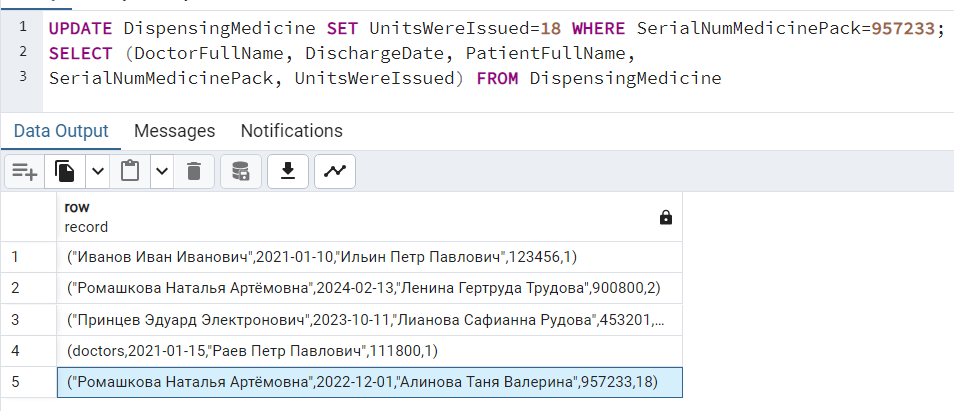 1 UPDATE DispensingMedicine SET UnitsWereIssued=18 WHERE SerialNumMedicinePack=957233;
2 SELECT (DoctorFullName, DischargeDate, PatientFullName,
3 SerialNumMedicinePack, UnitsWereIssued) FROM DispensingMedicine
Data Output Messages Notifications
row
record
1 ("Иванов Иван Иванович",2021-01-10,"Ильин Петр Павлович",123456,1)
2 ("Ромашкова Наталья Артёмовна",2024-02-13,"Ленина Гертруда Трудова",900800,2)
3 ("Принцев Эдуард Электронович",2023-10-11,"Лианова Сафианна Рудова",453201,...
4 (doctors,2021-01-15,"Раев Петр Павлович",111800,1)
5 ("Ромашкова Наталья Артёмовна",2022-12-01,"Алинова Таня Валерина",957233,18)